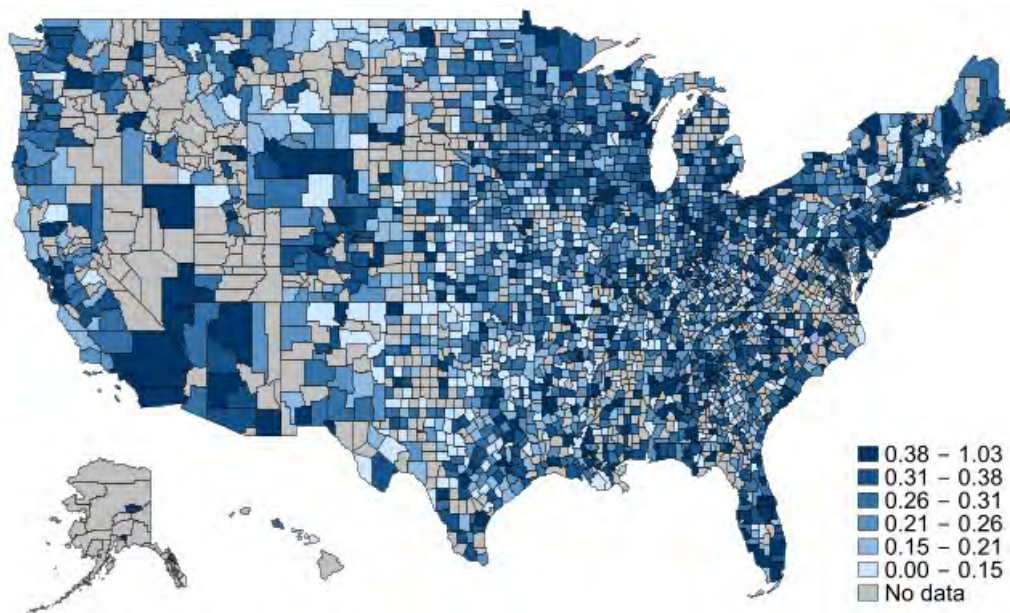 0.38 – 1.03
0.31 – 0.38
0.26 – 0.31
0.21 – 0.26
0.15 – 0.21
0.00 – 0.15
No data